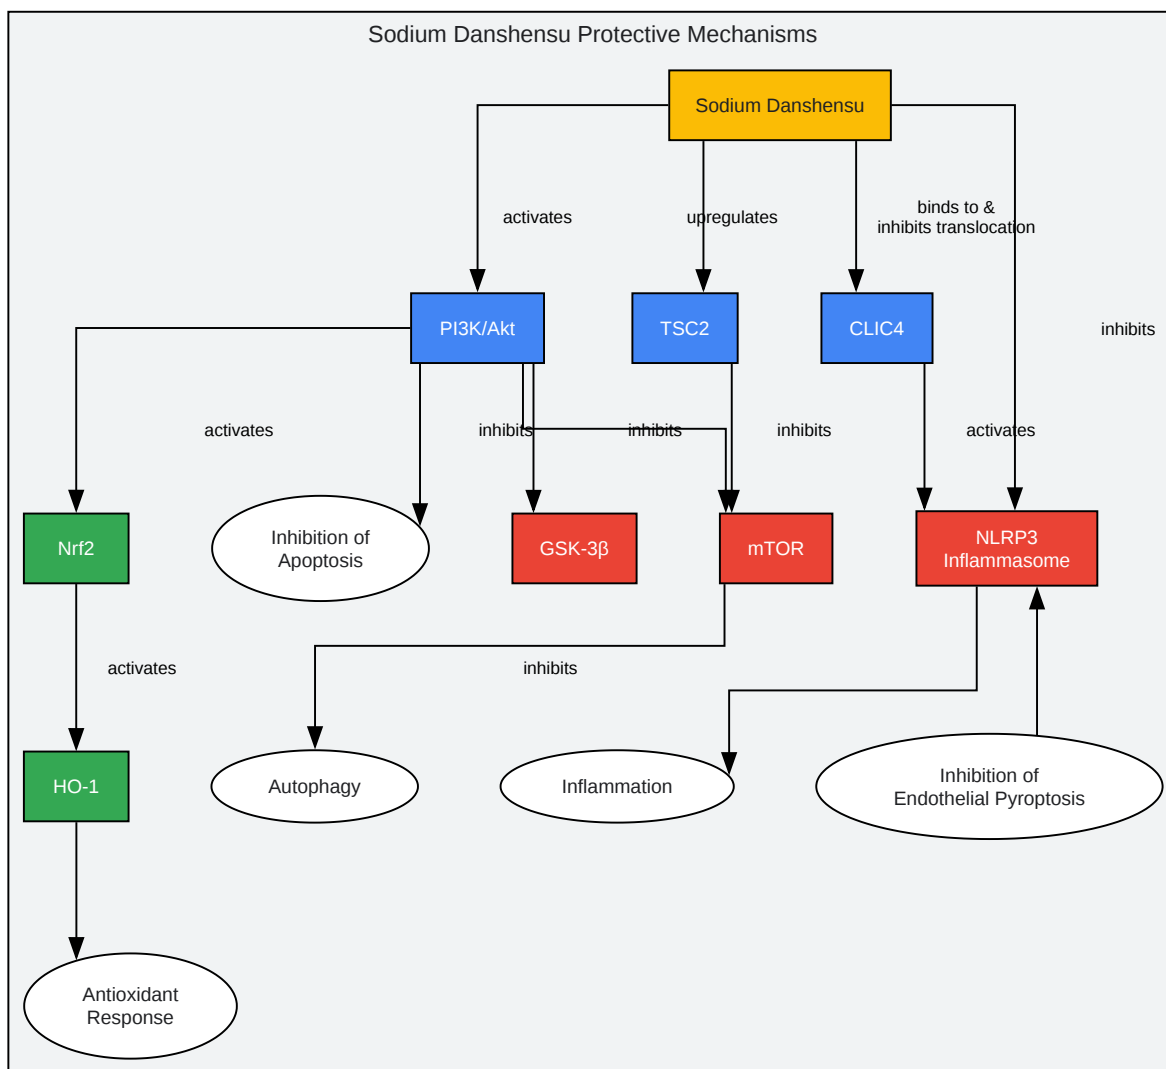 Sodium Danshensu Protective Mechanisms
Sodium Danshensu
activates
upregulates
binds to &
inhibits translocation
PI3K/Akt
TSC2
CLIC4
inhibits
activates
inhibits
inhibits
inhibits
activates
Nrf2
Inhibition of
Apoptosis
GSK-3β
mTOR
NLRP3
Inflammasome
activates
inhibits
HO-1
Autophagy
Inflammation
Inhibition of
Endothelial Pyroptosis
Antioxidant
Response